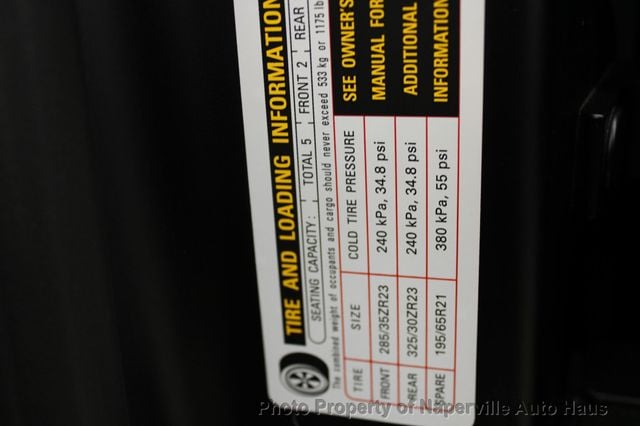 TIRE AND LOADING INFORMATION
SEATING CAPACITY: TOTAL 5 FRONT 2 REAR
The combined weight of occupants and cargo should never exceed 533 kg or 1175 lb
TIRE SIZE COLD TIRE PRESSURE SEE OWNER'S
FRONT 285/35ZR23 240 kPa, 34.8 psi MANUAL FOR
REAR 325/30ZR23 240 kPa, 34.8 psi ADDITIONAL
SPARE 195/65R21 380 kPa, 55 psi INFORMATION
Photo Property of Naperville Auto Haus